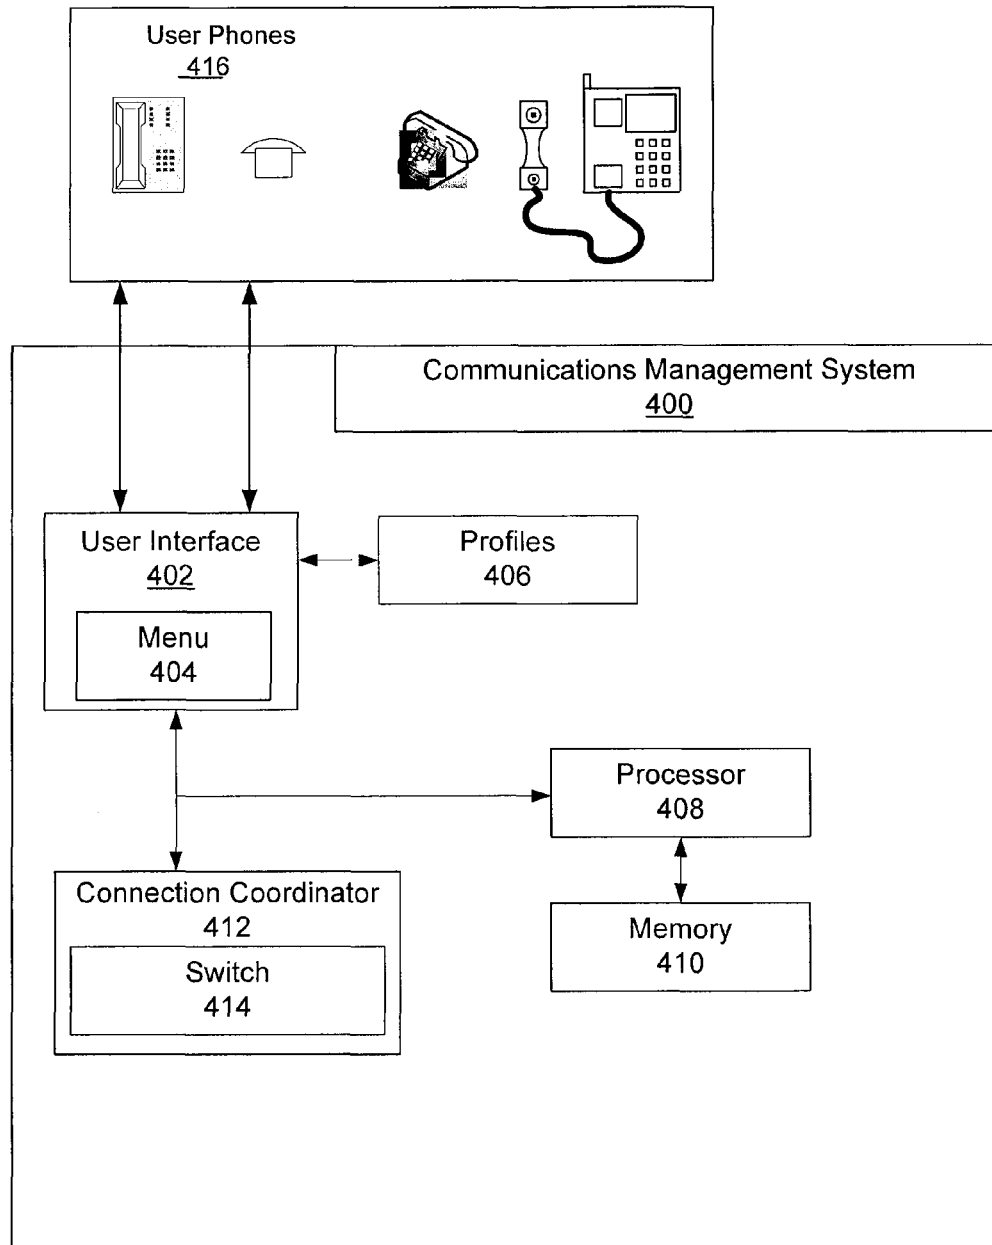 User Phones
416
Communications Management System
400
User Interface
402
Profiles
406
Menu
404
Processor
408
Connection Coordinator
412
Memory
410
Switch
414